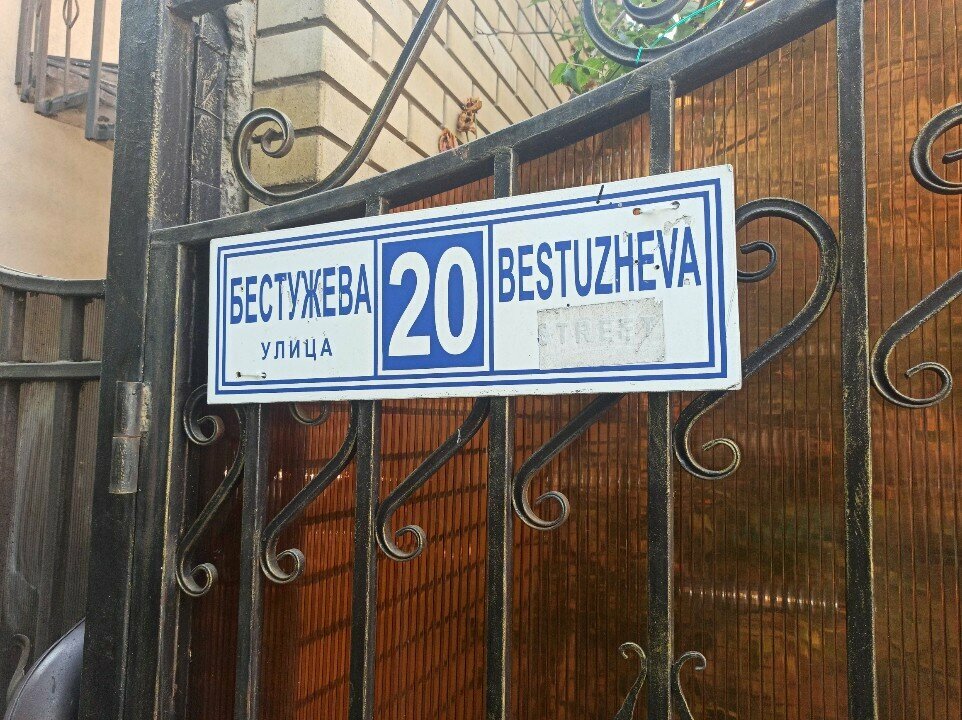 БЕСТУЖЕВА
УЛИЦА
20
BESTUZHEVA
STREET